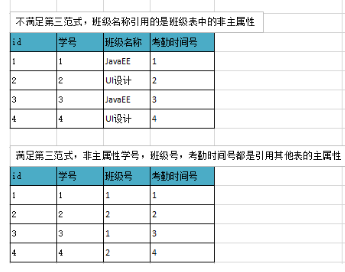 不满足第三范式，班级名称引用的是班级表中的非主属性
id 学号 班级名称 考勤时间号
1 1 JavaEE 1
2 2 UI设计 2
3 3 JavaEE 3
4 4 UI设计 4
满足第三范式，非主属性学号，班级号，考勤时间号都是引用其他表的主属性
id 学号 班级号 考勤时间号
1 1 1 1
2 2 2 2
3 3 1 3
4 4 2 4